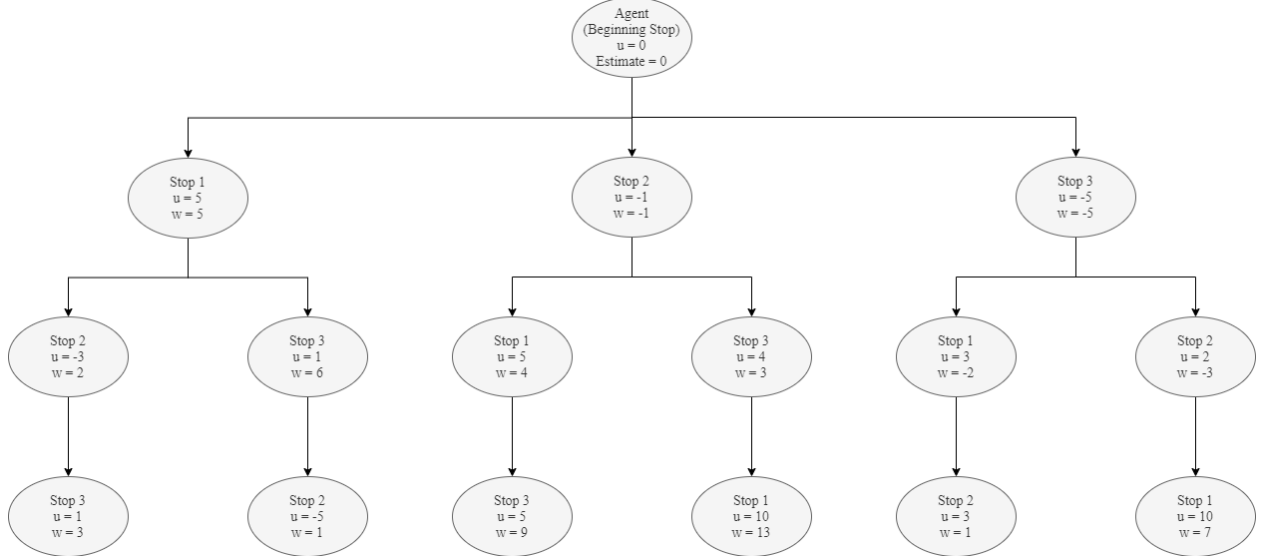 Agent
(Beginning Stop)
u = 0
Estimate = 0
Stop 1
u = 5
w = 5
Stop 2
u = -1
w = -1
Stop 3
u = -5
w = -5
Stop 2
u = -3
w = 2
Stop 3
u = 1
w = 6
Stop 1
u = 5
w = 4
Stop 3
u = 4
w = 3
Stop 1
u = 3
w = -2
Stop 2
u = 2
w = -3
Stop 3
u = 1
w = 3
Stop 2
u = -5
w = 1
Stop 3
u = 5
w = 9
Stop 1
u = 10
w = 13
Stop 2
u = 3
w = 1
Stop 1
u = 10
w = 7